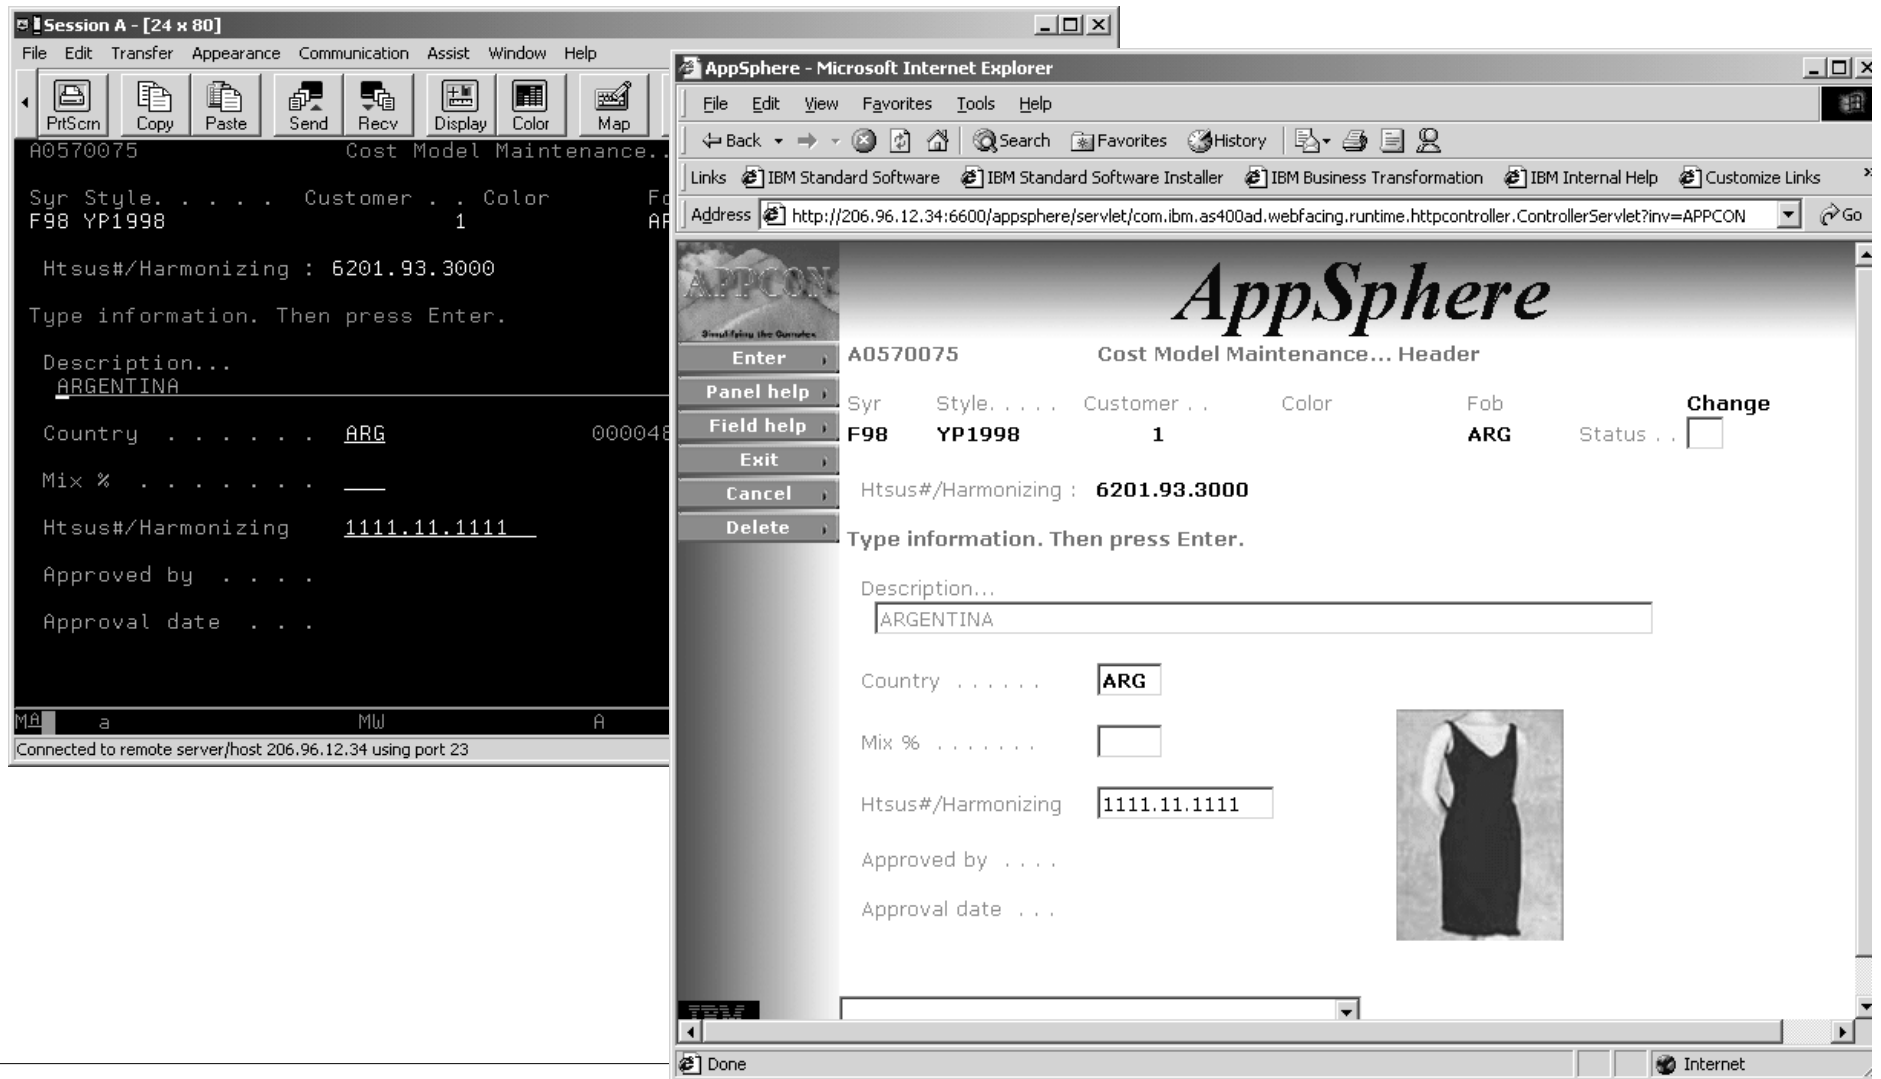 Session A - [24 x 80]
File Edit Transfer Appearance Communication Assist Window Help
PrtScrn Copy Paste Send Recv Display Color Map
A0570075 Cost Model Maintenance..
Syr Style. . . . . Customer . . Color
F98 YP1998 1
Htsus#/Harmonizing : 6201.93.3000
Type information. Then press Enter.
Description...
ARGENTINA
Country . . . . . . ARG 000048
Mix % . . . . . . .
Htsus#/Harmonizing 1111.11.1111
Approved by . . . .
Approval date . . .
MA a MW A
Connected to remote server/host 206.96.12.34 using port 23
AppSphere - Microsoft Internet Explorer
File Edit View Favorites Tools Help
Back Search Favorites History
Links IBM Standard Software IBM Standard Software Installer IBM Business Transformation IBM Internal Help Customize Links
Address http://206.96.12.34:6600/appsphere/servlet/com.ibm.as400ad.webfacing.runtime.httpcontroller.ControllerServlet?inv=APPCON Go
APPCON
Simplifying the Complex
AppSphere
Enter
Panel help
Field help
Exit
Cancel
Delete
A0570075 Cost Model Maintenance... Header
Syr Style. . . . . Customer . . Color Fob Change
F98 YP1998 1 ARG Status . .
Htsus#/Harmonizing : 6201.93.3000
Type information. Then press Enter.
Description...
ARGENTINA
Country . . . . . . ARG
Mix % . . . . . . .
Htsus#/Harmonizing 1111.11.1111
Approved by . . . .
Approval date . . .
IBM
Done Internet